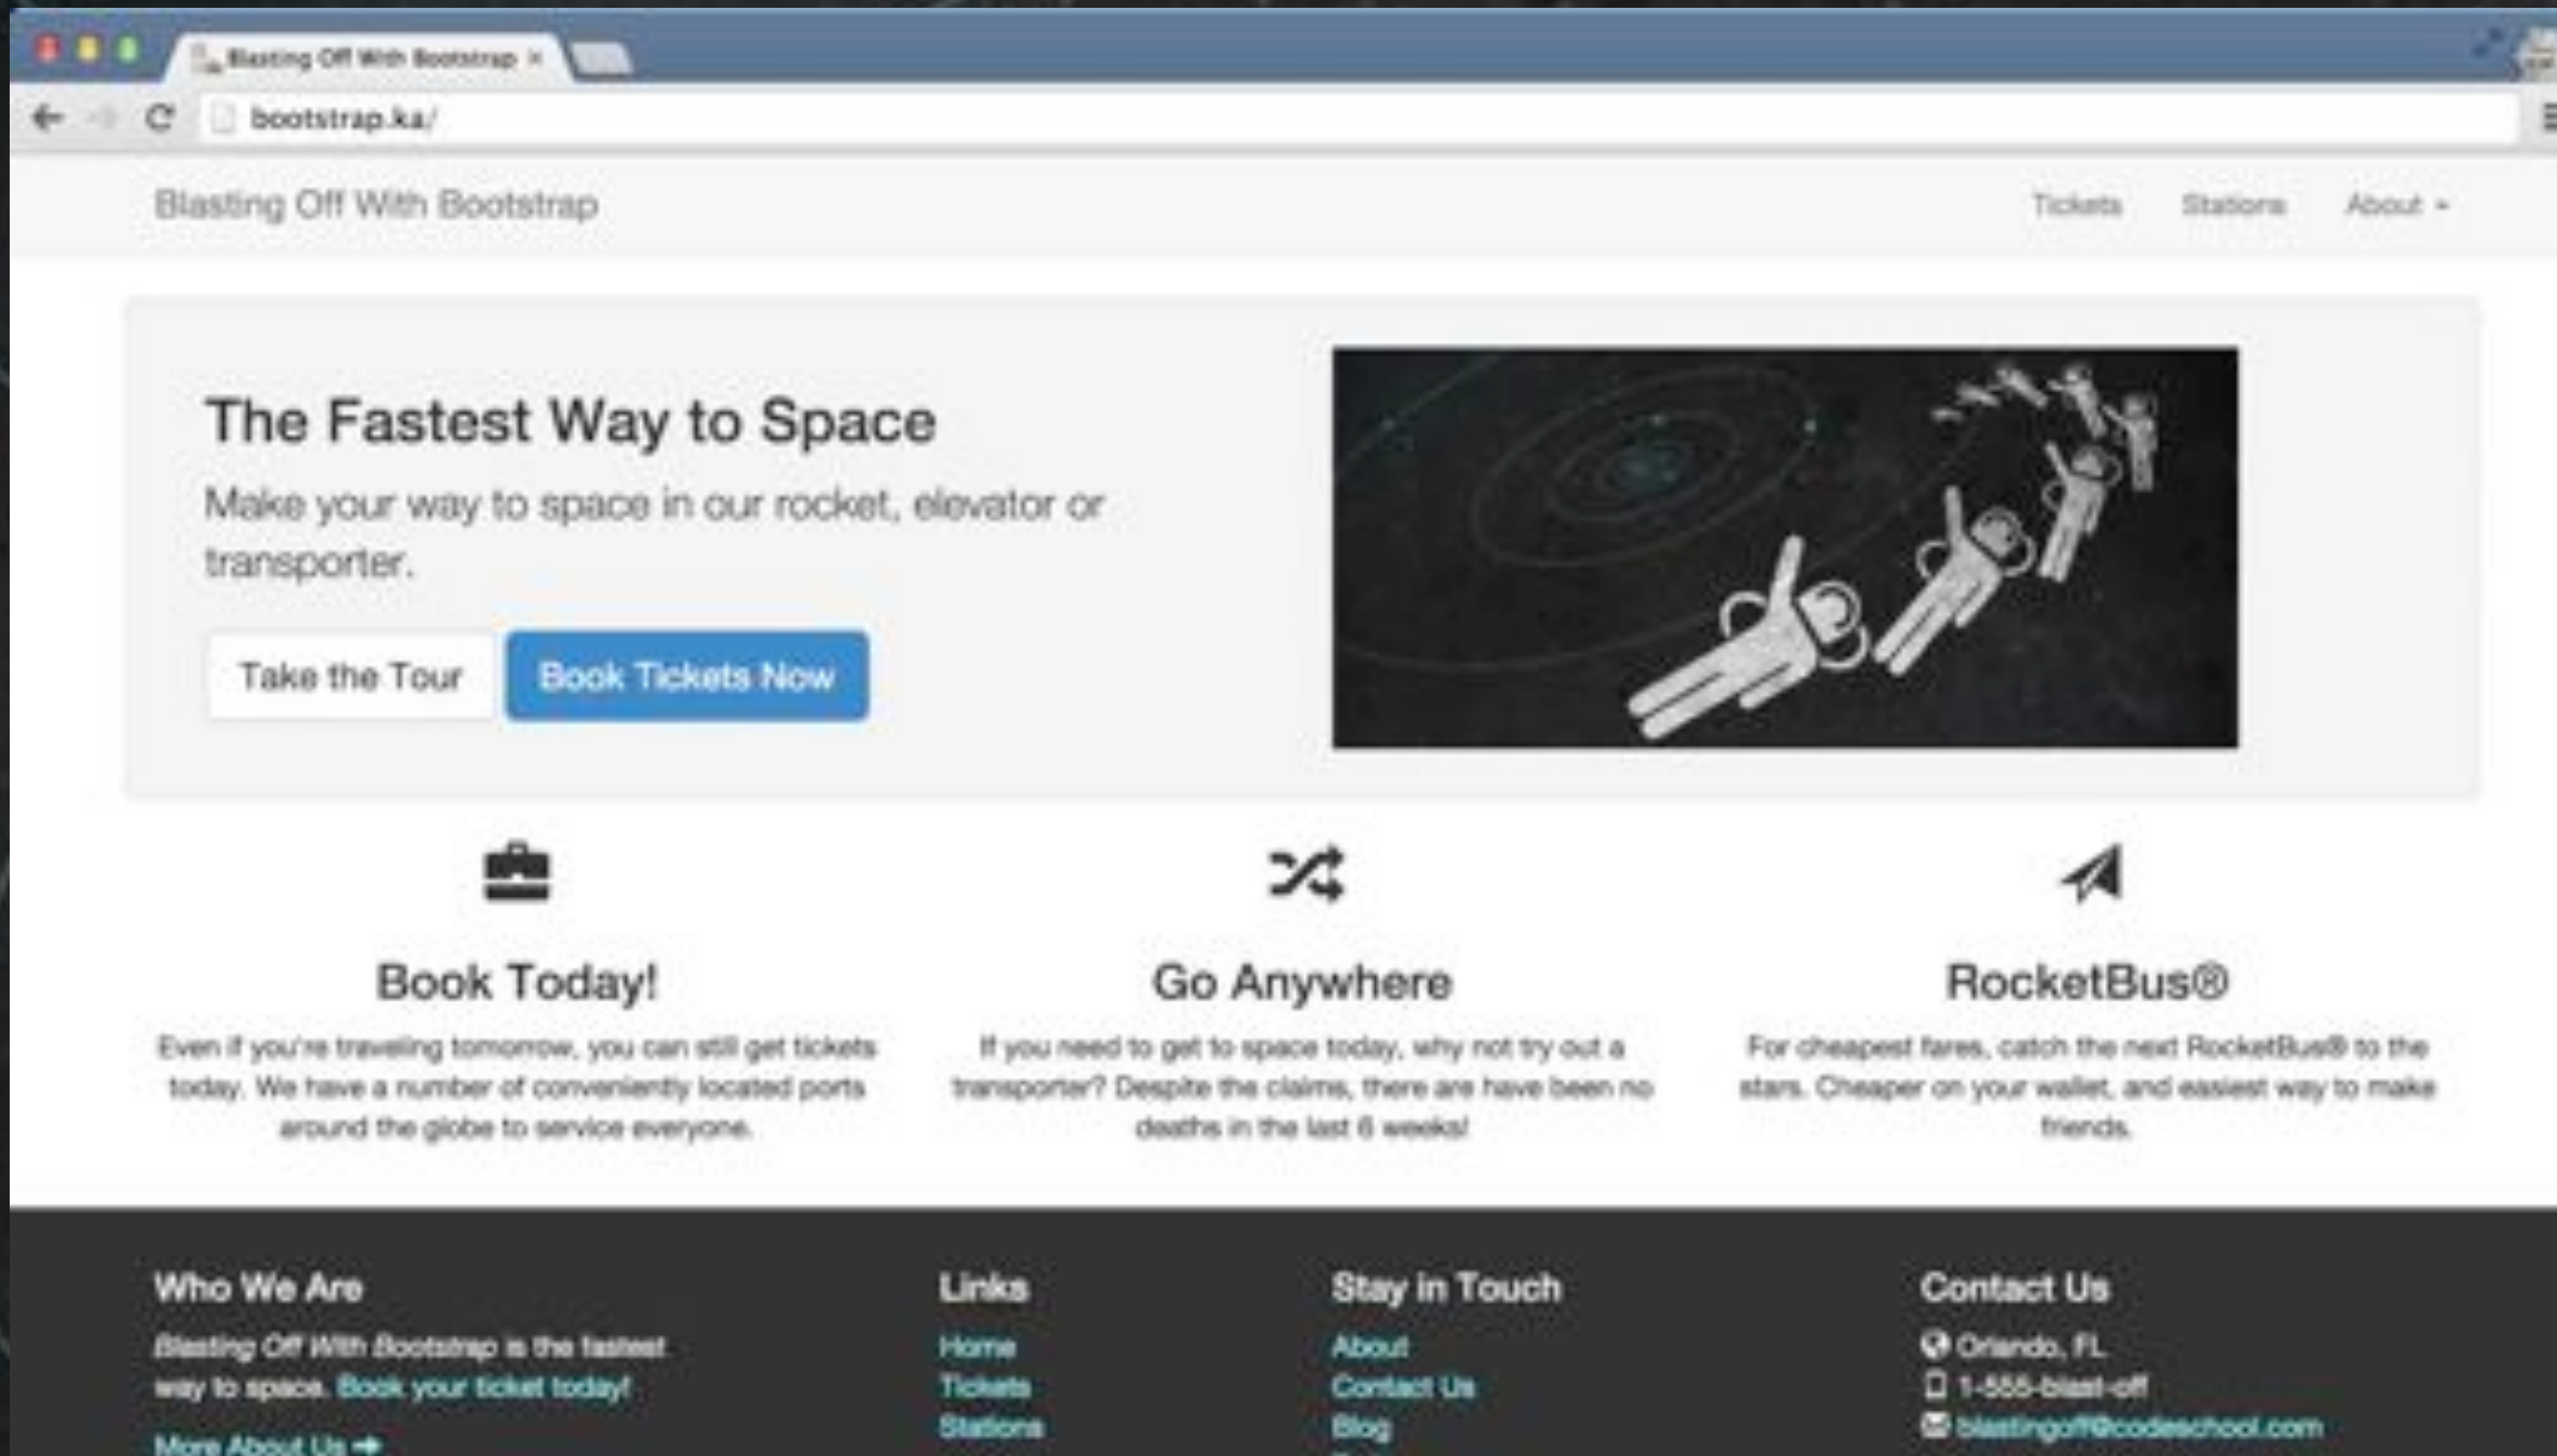 Blasting Off With Bootstrap
bootstrap.ka/
Blasting Off With Bootstrap
Tickets
Stations
About
The Fastest Way to Space
Make your way to space in our rocket, elevator or
transporter.
Take the Tour
Book Tickets Now
Book Today!
Even if you're traveling tomorrow, you can still get tickets
today. We have a number of conveniently located ports
around the globe to service everyone.
Go Anywhere
If you need to get to space today, why not try out a
transporter? Despite the claims, there are have been no
deaths in the last 6 weeks!
RocketBus®
For cheapest fares, catch the next RocketBus® to the
stars. Cheaper on your wallet, and easiest way to make
friends.
Who We Are
Blasting Off With Bootstrap is the fastest
way to space. Book your ticket today!
More About Us
Links
Home
Tickets
Stations
Stay in Touch
About
Contact Us
Blog
Contact Us
Orlando, FL
1-555-blast-off
blastingoff@codeschool.com